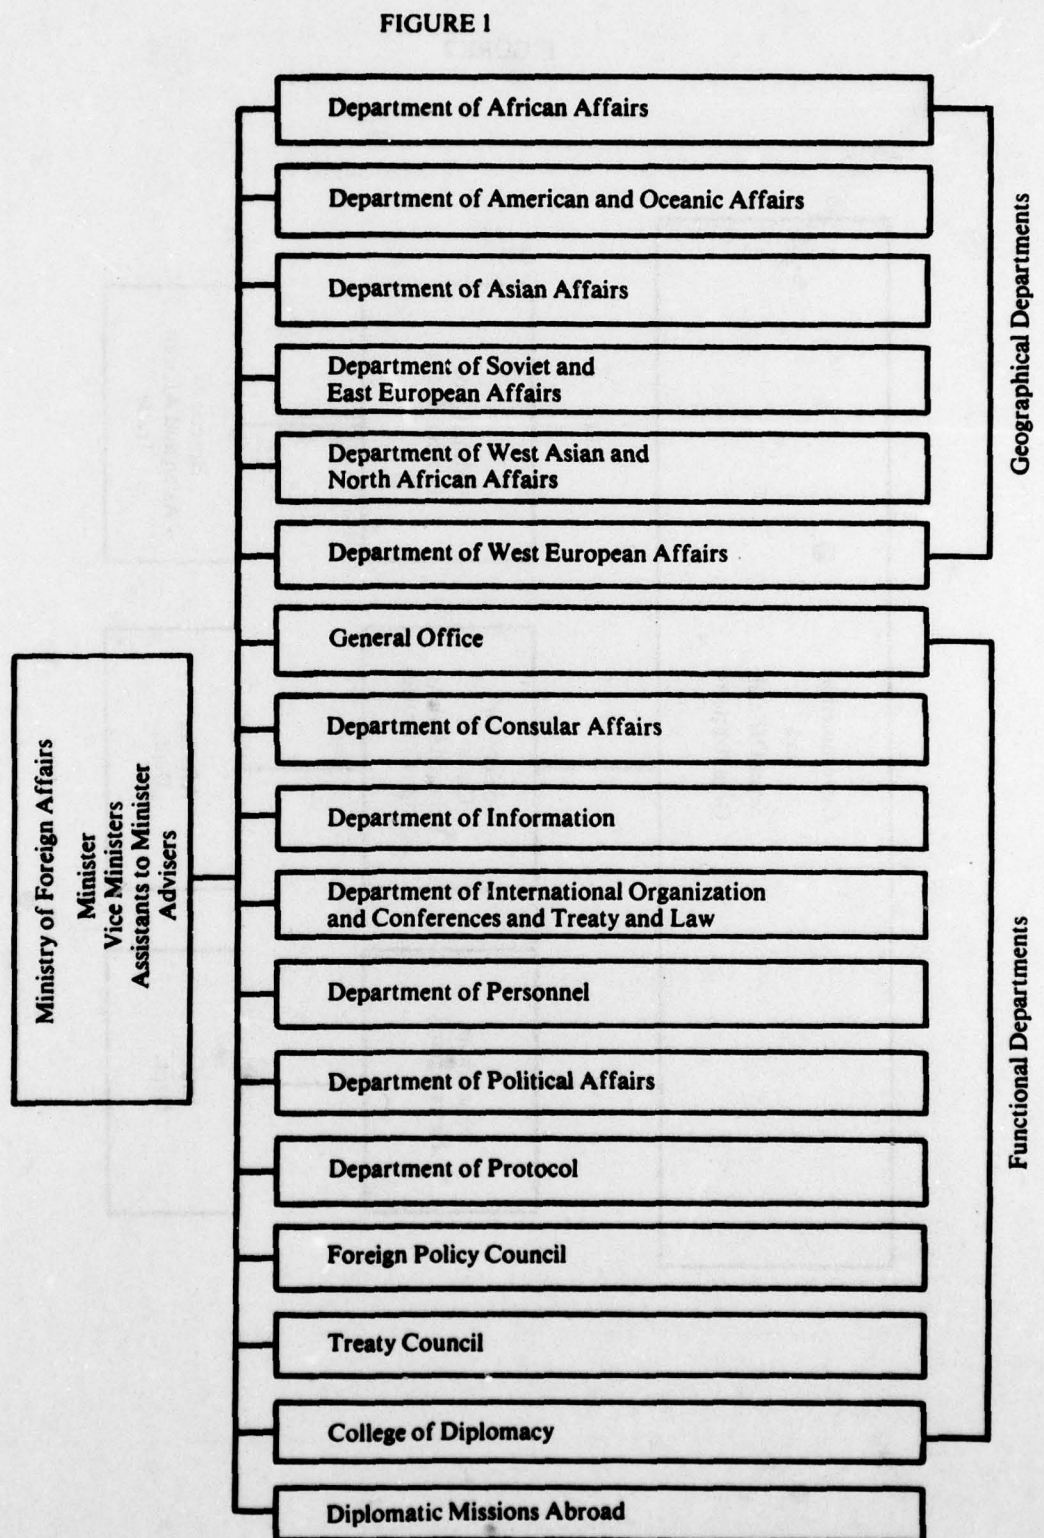 FIGURE 1
Department of African Affairs
Department of American and Oceanic Affairs
Department of Asian Affairs
Department of Soviet and
East European Affairs
Department of West Asian and
North African Affairs
Department of West European Affairs
Geographical Departments
General Office
Department of Consular Affairs
Department of Information
Department of International Organization
and Conferences and Treaty and Law
Department of Personnel
Department of Political Affairs
Department of Protocol
Foreign Policy Council
Treaty Council
College of Diplomacy
Functional Departments
Diplomatic Missions Abroad
Ministry of Foreign Affairs
Minister
Vice Ministers
Assistants to Minister
Advisers